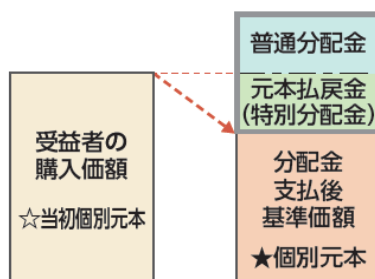 普通分配金
元本払戻金
(特別分配金)
受益者の
購入価額
☆当初個別元本
分配金
支払後
基準価額
★個別元本